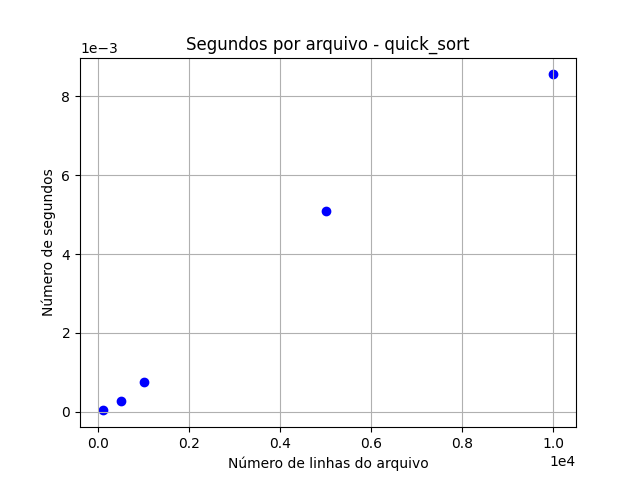 Segundos por arquivo - quick_sort
1e−3
8
6
4
2
0
Número de segundos
0.0 0.2 0.4 0.6 0.8 1.0
1e4
Número de linhas do arquivo